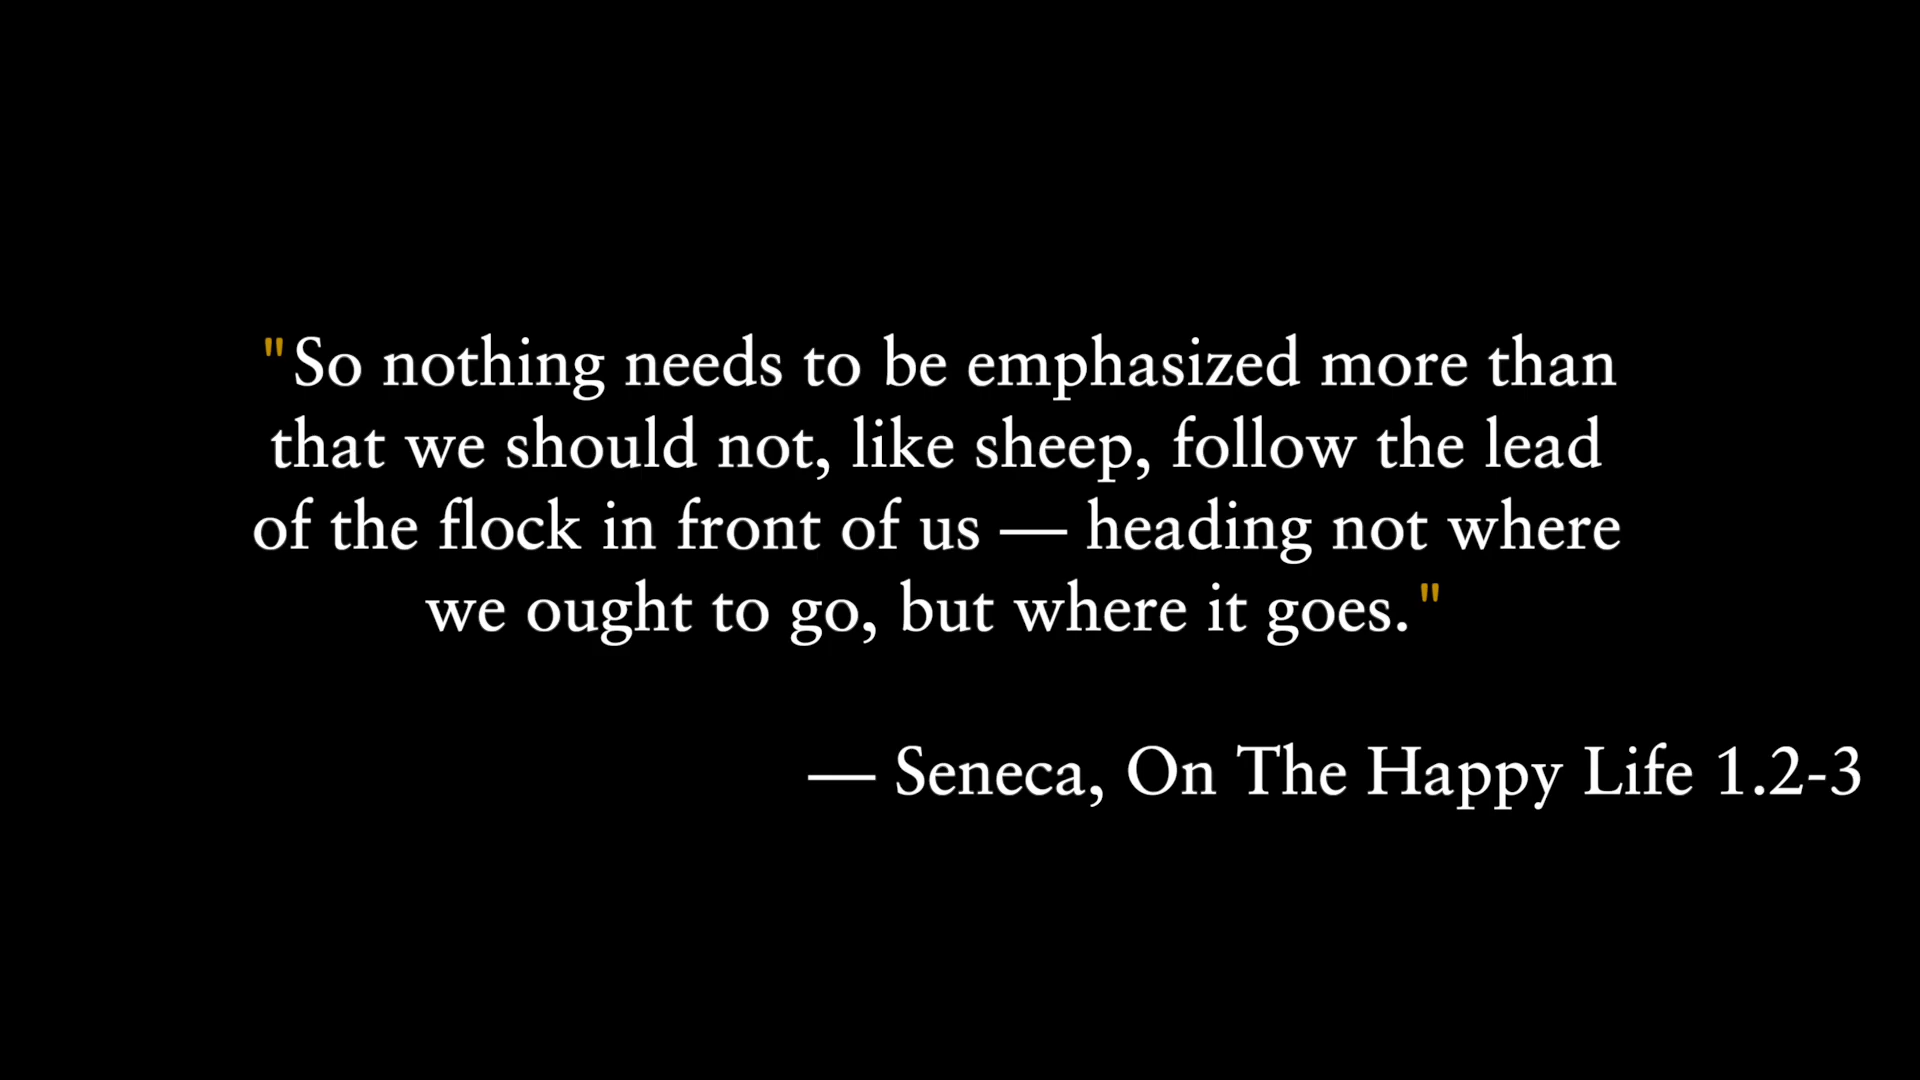 "So nothing needs to be emphasized more than
that we should not, like sheep, follow the lead
of the flock in front of us — heading not where
we ought to go, but where it goes."
— Seneca, On The Happy Life 1.2-3